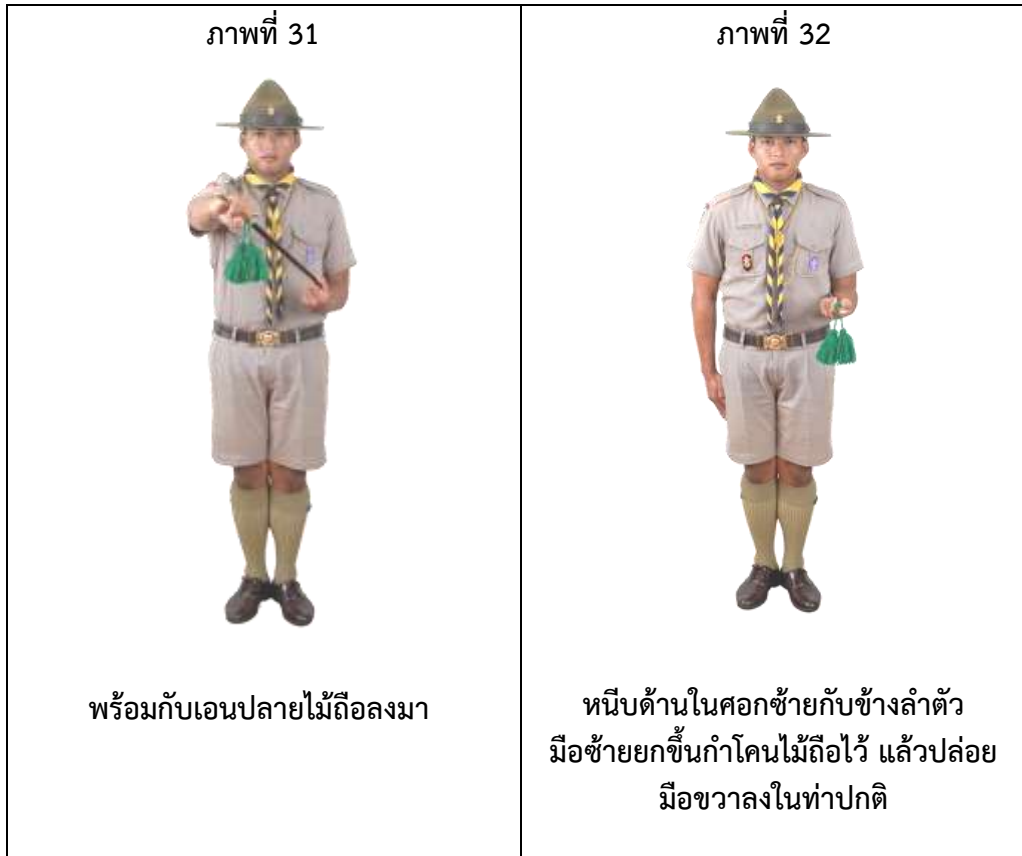 ภาพที่ 31
พร้อมกับเอนปลายไม้ถือลงมา
ภาพที่ 32
หนีบด้านในศอกซ้ายกับข้างลำตัว
มือซ้ายยกขึ้นกำโคนไม้ถือไว้ แล้วปล่อย
มือขวาลงในท่าปกติ